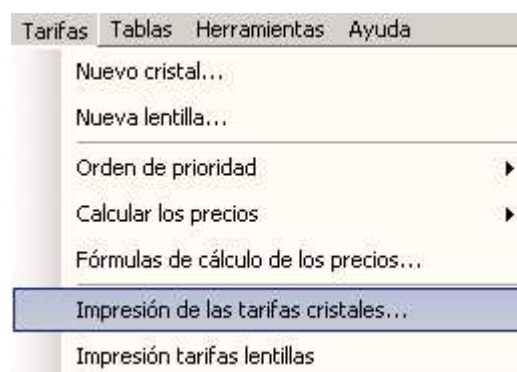 Tarifas Tablas Herramientas Ayuda
Nuevo cristal...
Nueva lentilla...
Orden de prioridad
Calcular los precios
Fórmulas de cálculo de los precios...
Impresión de las tarifas cristales...
Impresión tarifas lentillas